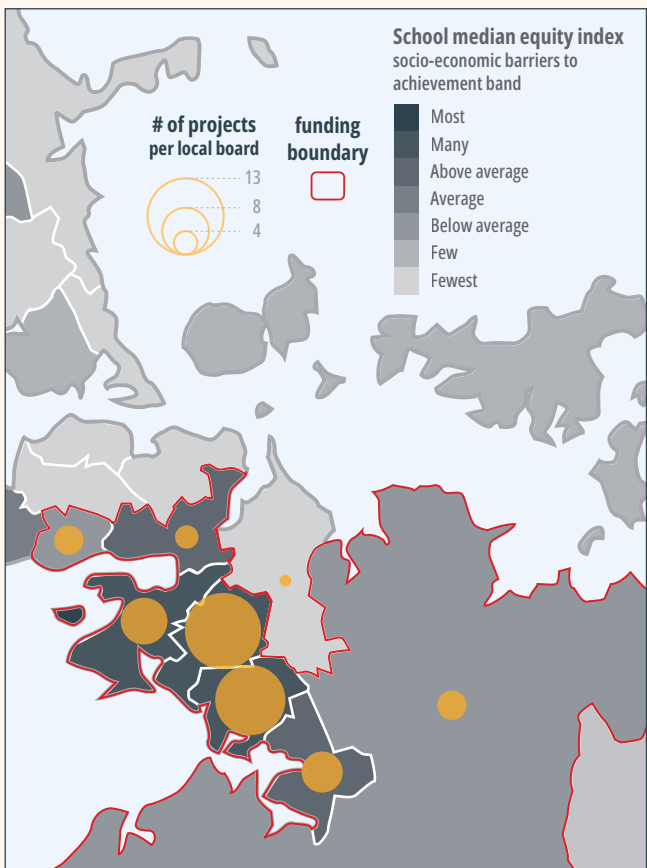 School median equity index
socio-economic barriers to
achievement band
Most
Many
Above average
Average
Below average
Few
Fewest
# of projects
per local board
13
8
4
funding
boundary